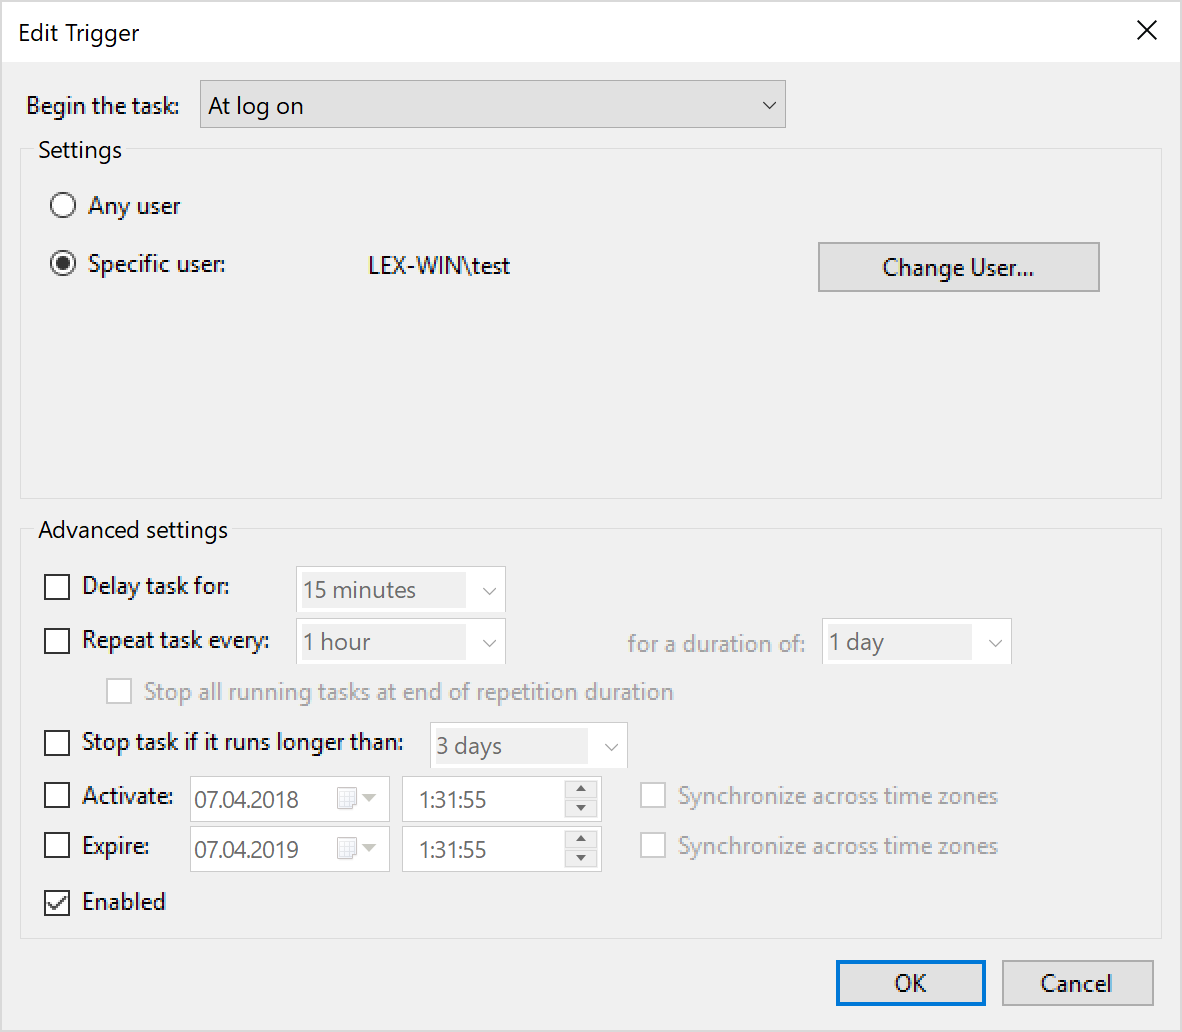 Edit Trigger
Begin the task: At log on
Settings
Any user
Specific user: LEX-WIN\test Change User...
Advanced settings
Delay task for: 15 minutes
Repeat task every: 1 hour for a duration of: 1 day
Stop all running tasks at end of repetition duration
Stop task if it runs longer than: 3 days
Activate: 07.04.2018 1:31:55 Synchronize across time zones
Expire: 07.04.2019 1:31:55 Synchronize across time zones
Enabled
OK Cancel